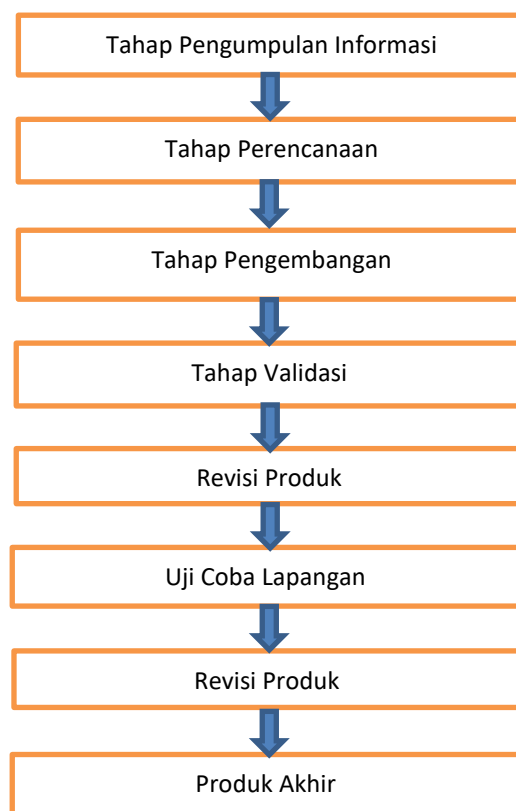 Tahap Pengumpulan Informasi
Tahap Perencanaan
Tahap Pengembangan
Tahap Validasi
Revisi Produk
Uji Coba Lapangan
Revisi Produk
Produk Akhir